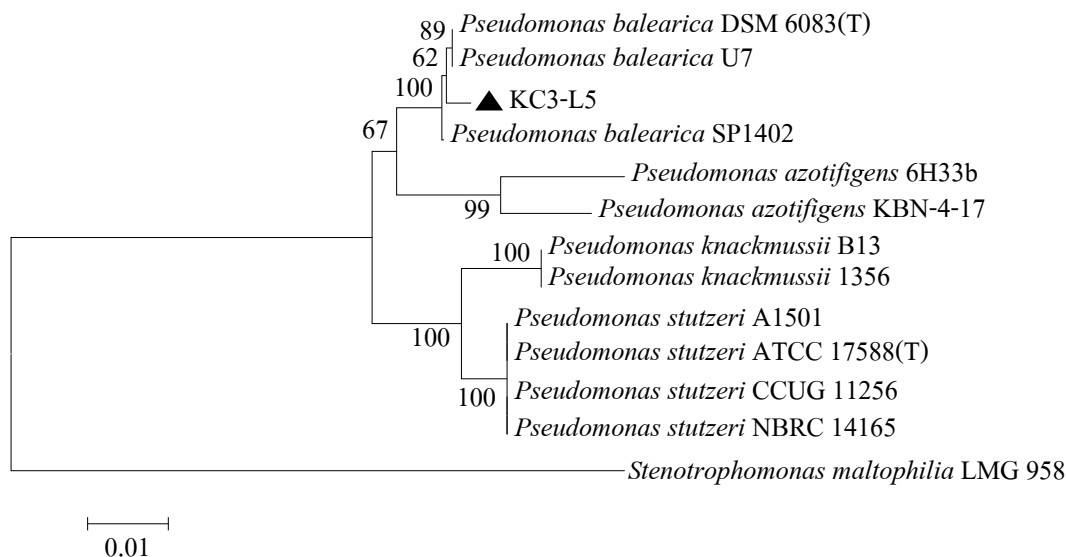 Pseudomonas balearica DSM 6083(T)
89
Pseudomonas balearica U7
62
100
KC3-L5
67
Pseudomonas balearica SP1402
Pseudomonas azotifigens 6H33b
99
Pseudomonas azotifigens KBN-4-17
100
Pseudomonas knackmussii B13
Pseudomonas knackmussii 1356
Pseudomonas stutzeri A1501
100
Pseudomonas stutzeri ATCC 17588(T)
Pseudomonas stutzeri CCUG 11256
100
Pseudomonas stutzeri NBRC 14165
Stenotrophomonas maltophilia LMG 958
0.01